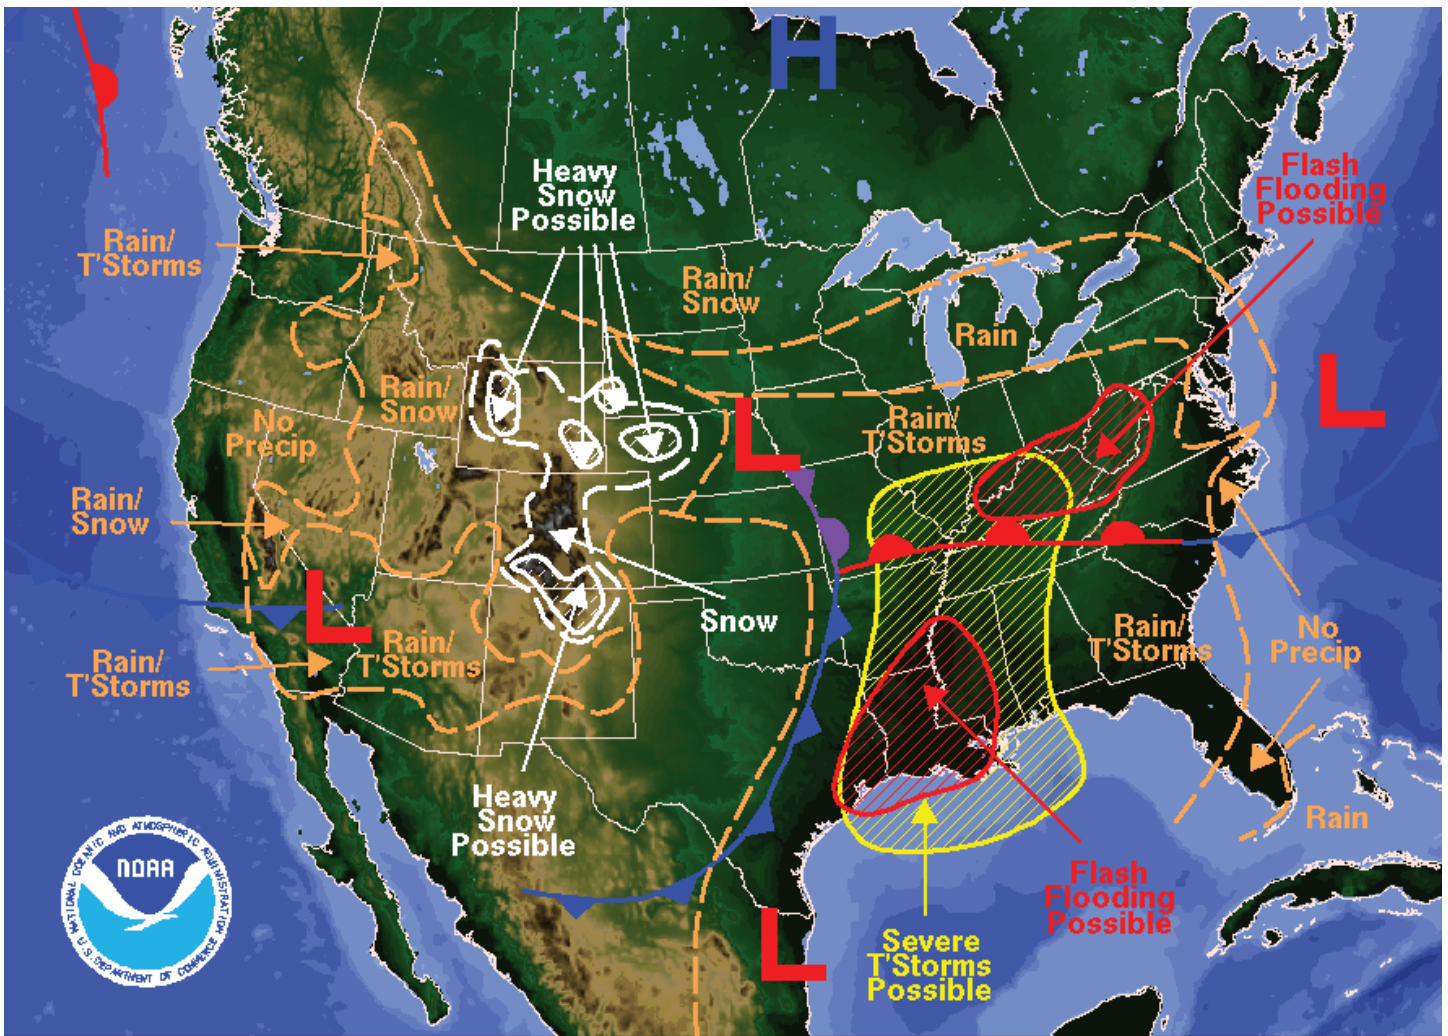 H
Heavy
Snow
Possible
Flash
Flooding
Possible
Rain/
T'Storms
Rain/
Snow
Rain
Rain/
Snow
No
Precip
L
L
Rain/
T'Storms
Rain/
Snow
L
Snow
Rain/
T'Storms
Rain/
T'Storms
Rain/
T'Storms
No
Precip
Heavy
Snow
Possible
Rain
Flash
Flooding
Possible
L
Severe
T'Storms
Possible
NATIONAL OCEANIC AND ATMOSPHERIC ADMINISTRATION
NOAA
U.S. DEPARTMENT OF COMMERCE